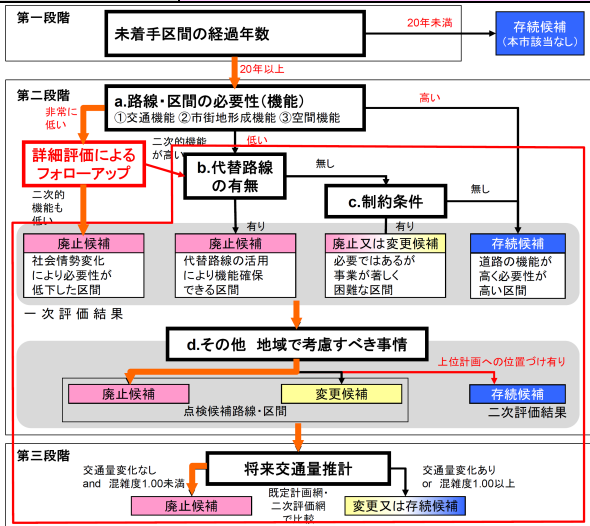 第一段階
未着手区間の経過年数
20年未満
存続候補
(本市該当なし)
20年以上
第二段階
a.路線・区間の必要性(機能)
①交通機能 ②市街地形成機能 ③空間機能
高い
非常に
低い
詳細評価による
フォローアップ
二次的機能
が高い
低い
b.代替路線
の有無
無し
c.制約条件
無し
二次的
機能も
低い
有り
有り
廃止候補
社会情勢変化
により必要性が
低下した区間
廃止候補
代替路線の活用
により機能確保
できる区間
廃止又は変更候補
必要ではあるが
事業が著しく
困難な区間
存続候補
道路の機能が
高く必要性が
高い区間
一次評価結果
d.その他 地域で考慮すべき事情
上位計画への位置づけ有り
廃止候補
変更候補
存続候補
点検候補路線・区間
二次評価結果
第三段階
将来交通量推計
交通量変化なし
and 混雑度1.00未満
交通量変化あり
or 混雑度1.00以上
廃止候補
既定計画網・
二次評価網
で比較
変更又は存続候補